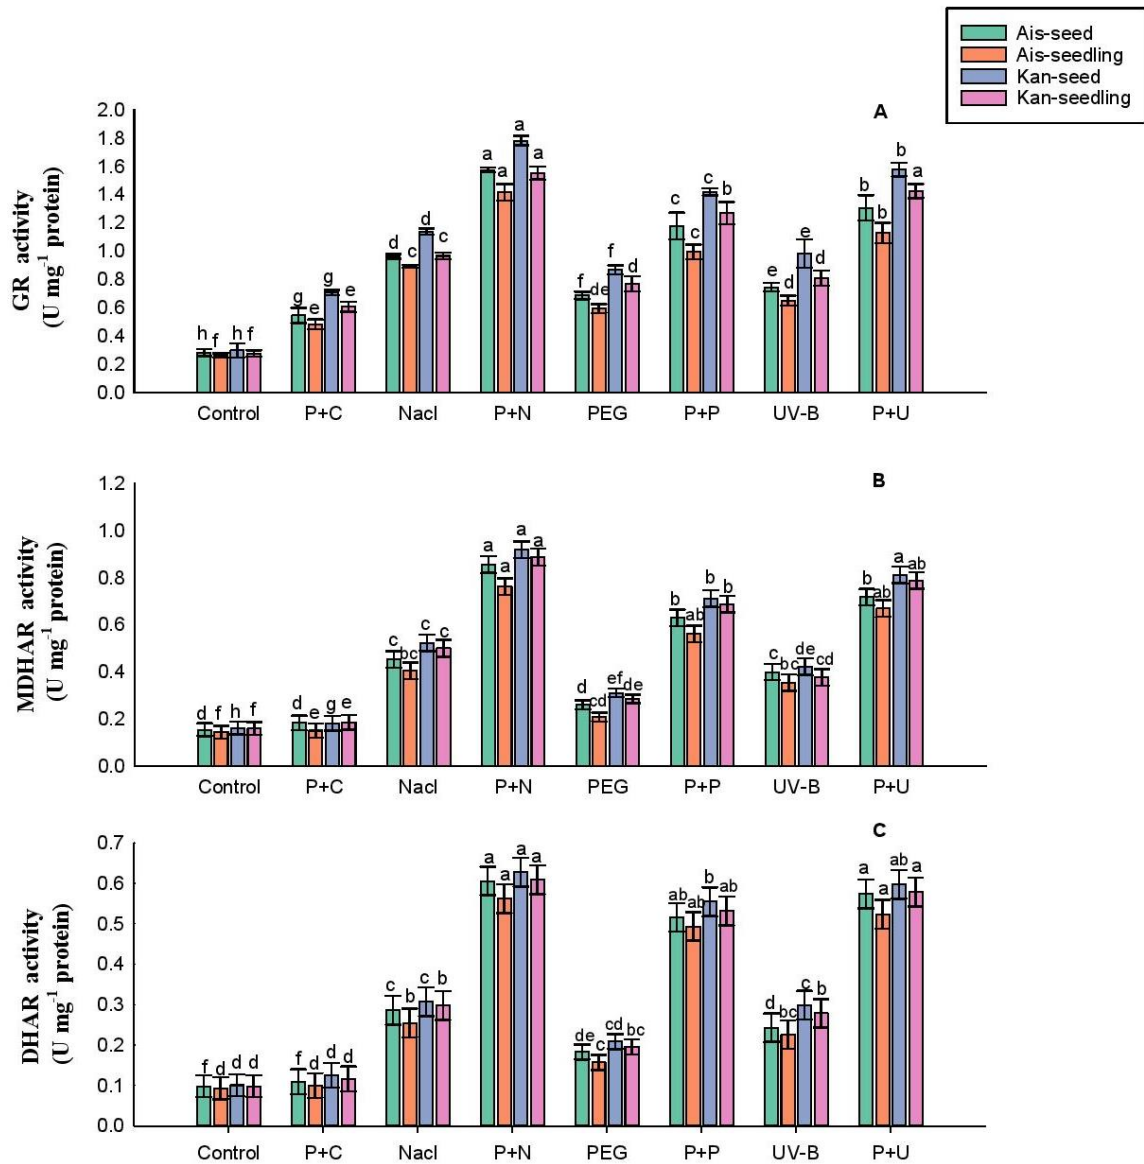 Ais-seed
Ais-seedling
Kan-seed
Kan-seedling
A
GR activity
(U mg-1 protein)
2.0
1.8
1.6
1.4
1.2
1.0
0.8
0.6
0.4
0.2
0.0
h f h f
g e g e
d c d c
a a a a
f de f d
c c c b
e d e d
b b b a
Control P+C Nacl P+N PEG P+P UV-B P+U
B
MDHAR activity
(U mg-1 protein)
1.2
1.0
0.8
0.6
0.4
0.2
0.0
d f h f
d e g e
c bc c c
a a a a
d cd ef de
b ab b b
c bc de cd
b ab a ab
Control P+C Nacl P+N PEG P+P UV-B P+U
C
DHAR activity
(U mg-1 protein)
0.7
0.6
0.5
0.4
0.3
0.2
0.1
0.0
f d d d
f d d d
c b c b
a a a a
de c cd bc
ab ab b ab
d bc c b
a a ab a
Control P+C Nacl P+N PEG P+P UV-B P+U